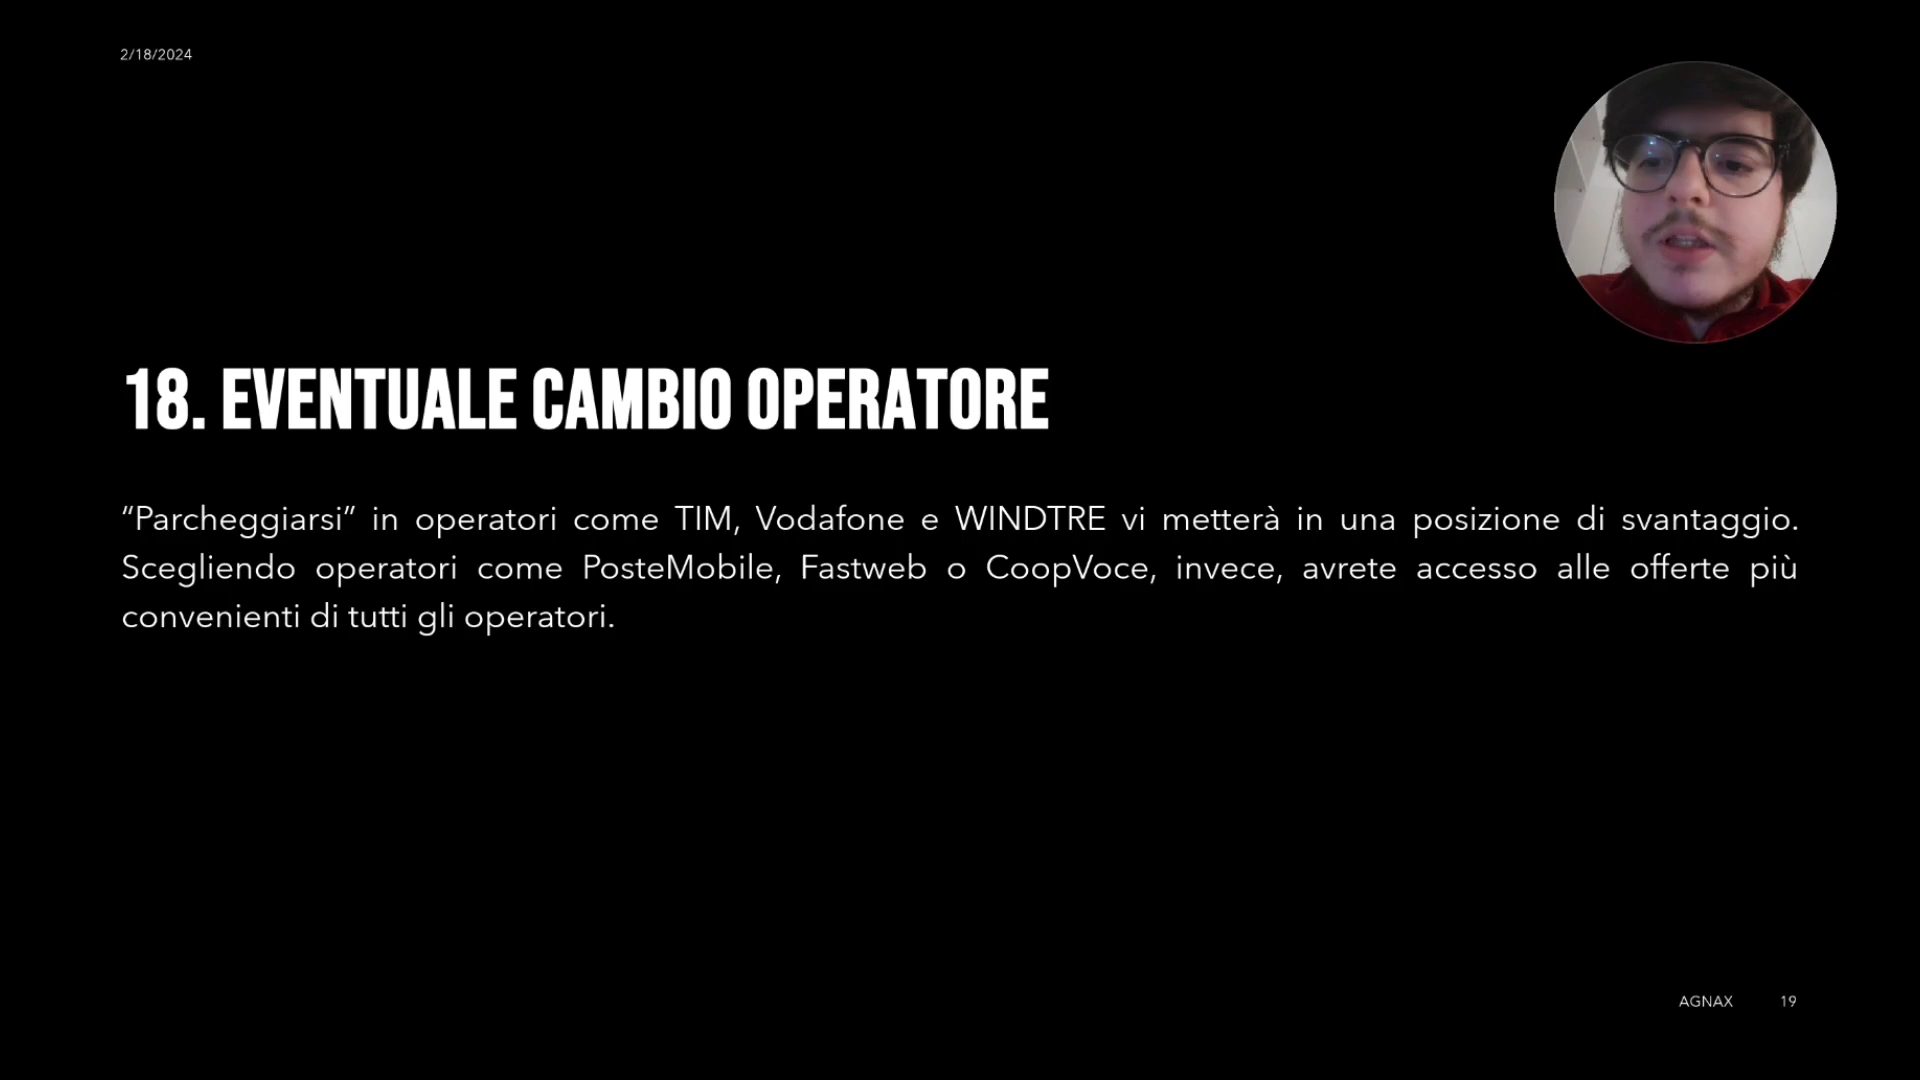 2/18/2024
18. EVENTUALE CAMBIO OPERATORE
“Parcheggiarsi” in operatori come TIM, Vodafone e WINDTRE vi metterà in una posizione di svantaggio.
Scegliendo operatori come PosteMobile, Fastweb o CoopVoce, invece, avrete accesso alle offerte più
convenienti di tutti gli operatori.
AGNAX 19